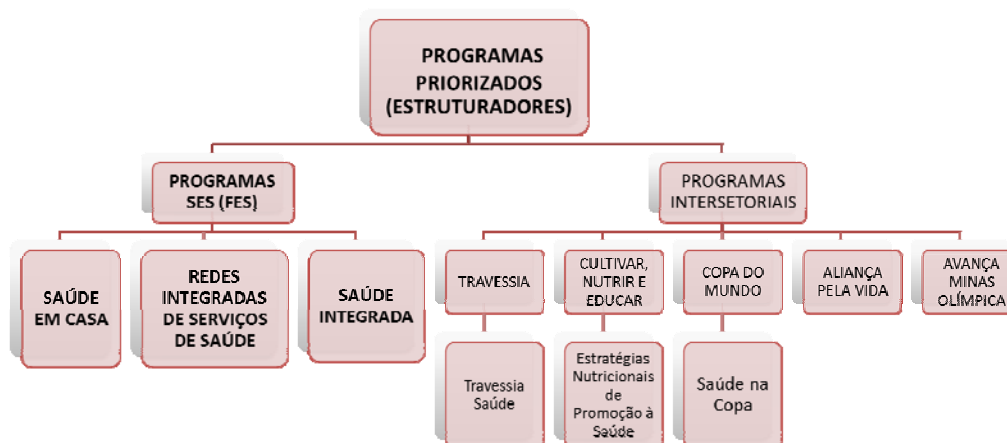 PROGRAMAS
PRIORIZADOS
(ESTRUTURADORES)
PROGRAMAS
SES (FES)
PROGRAMAS
INTERSETORIAIS
SAÚDE
EM CASA
REDES
INTEGRADAS
DE SERVIÇOS
DE SAÚDE
SAÚDE
INTEGRADA
TRAVESSIA
CULTIVAR,
NUTRIR E
EDUCAR
COPA DO
MUNDO
ALIANÇA
PELA VIDA
AVANÇA
MINAS
OLÍMPICA
Travessia
Saúde
Estratégias
Nutricionais
de
Promoção à
Saúde
Saúde na
Copa